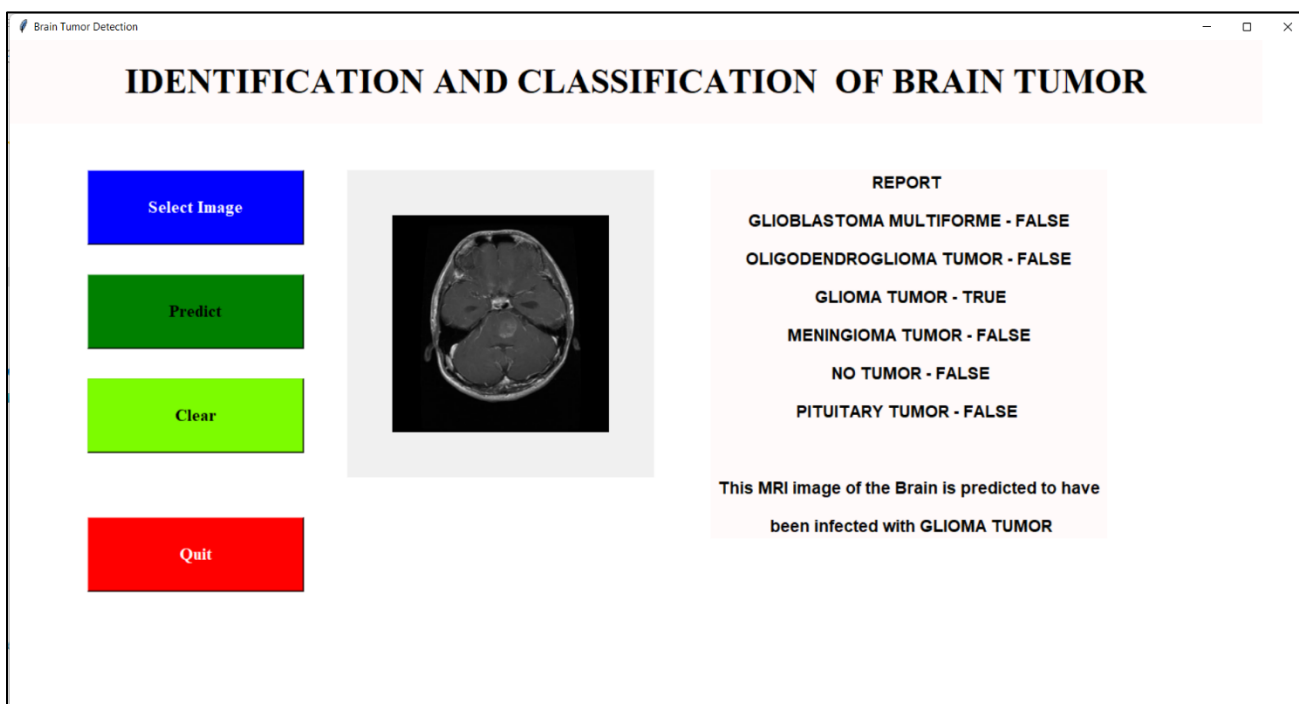 Brain Tumor Detection
IDENTIFICATION AND CLASSIFICATION OF BRAIN TUMOR
Select Image
Predict
Clear
Quit
REPORT
GLIOBLASTOMA MULTIFORME - FALSE
OLIGODENDROGLIOMA TUMOR - FALSE
GLIOMA TUMOR - TRUE
MENINGIOMA TUMOR - FALSE
NO TUMOR - FALSE
PITUITARY TUMOR - FALSE
This MRI image of the Brain is predicted to have
been infected with GLIOMA TUMOR